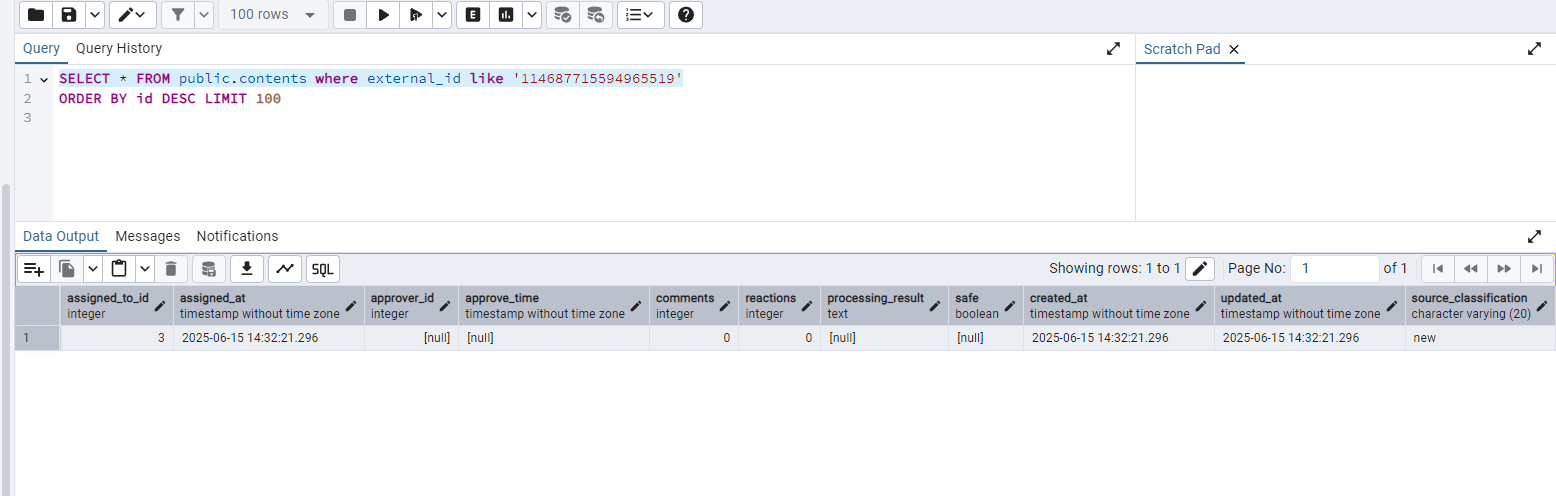 100 rows
E
Query
Query History
Scratch Pad
1 SELECT * FROM public.contents where external_id like '114687715594965519'
2 ORDER BY id DESC LIMIT 100
3
Data Output
Messages
Notifications
SQL
Showing rows: 1 to 1
Page No: 1 of 1
assigned_to_id assigned_at approver_id approve_time comments reactions processing_result safe created_at updated_at source_classification
integer timestamp without time zone integer timestamp without time zone integer integer text boolean timestamp without time zone timestamp without time zone character varying (20)
1 3 2025-06-15 14:32:21.296 [null] [null] 0 0 [null] [null] 2025-06-15 14:32:21.296 2025-06-15 14:32:21.296 new